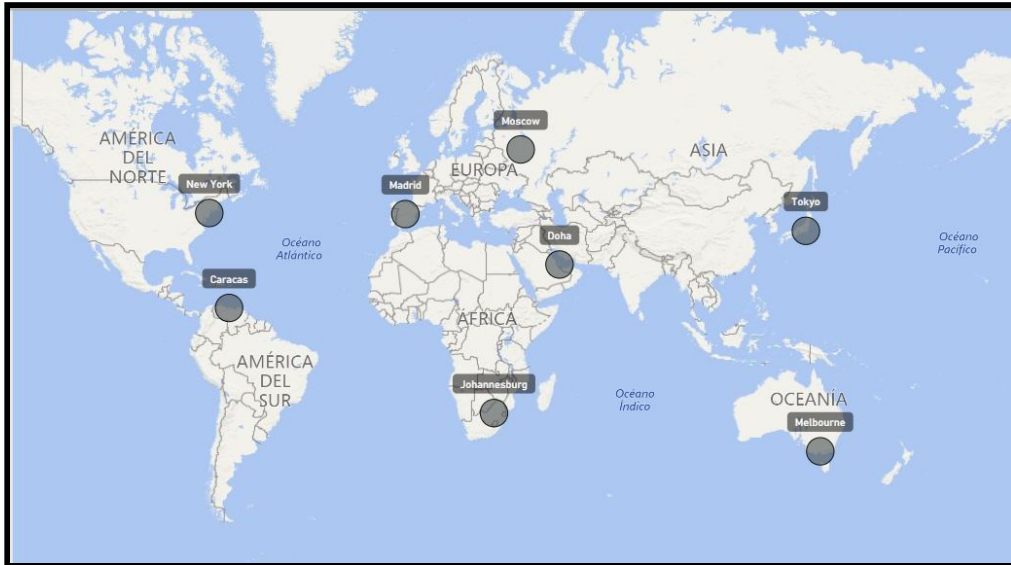 Moscow
AMÉRICA
DEL
NORTE
ASIA
EUROPA
New York
Madrid
Tokyo
Océano
Atlántico
Doha
Océano
Pacífico
Caracas
ÁFRICA
AMÉRICA
DEL
SUR
Johannesburg
Océano
Índico
OCEANÍA
Melbourne